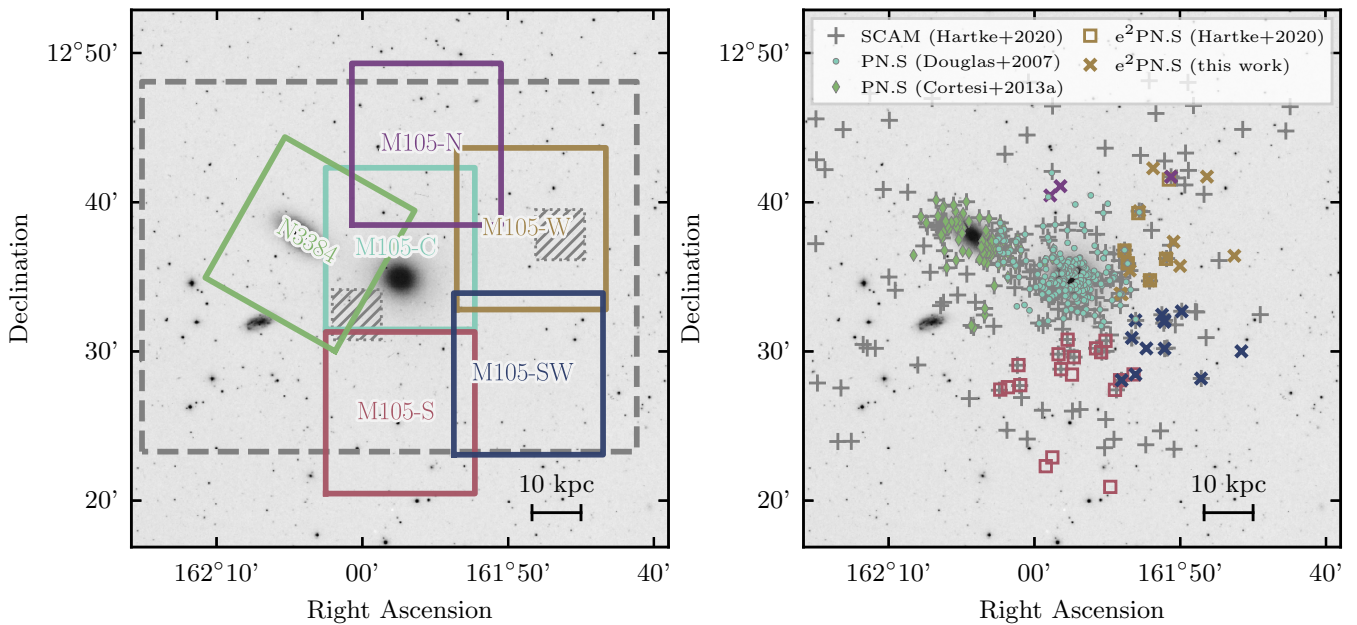 12°50'
40'
30'
20'
Declination
162°10'
00'
161°50'
40'
Right Ascension
M105-N
M105-W
M105-C
N3384
M105-SW
M105-S
10 kpc
SCAM (Hartke+2020)
PN.S (Douglas+2007)
PN.S (Cortesi+2013a)
e²PN.S (Hartke+2020)
e²PN.S (this work)
12°50'
40'
30'
20'
Declination
10 kpc
162°10'
00'
161°50'
40'
Right Ascension